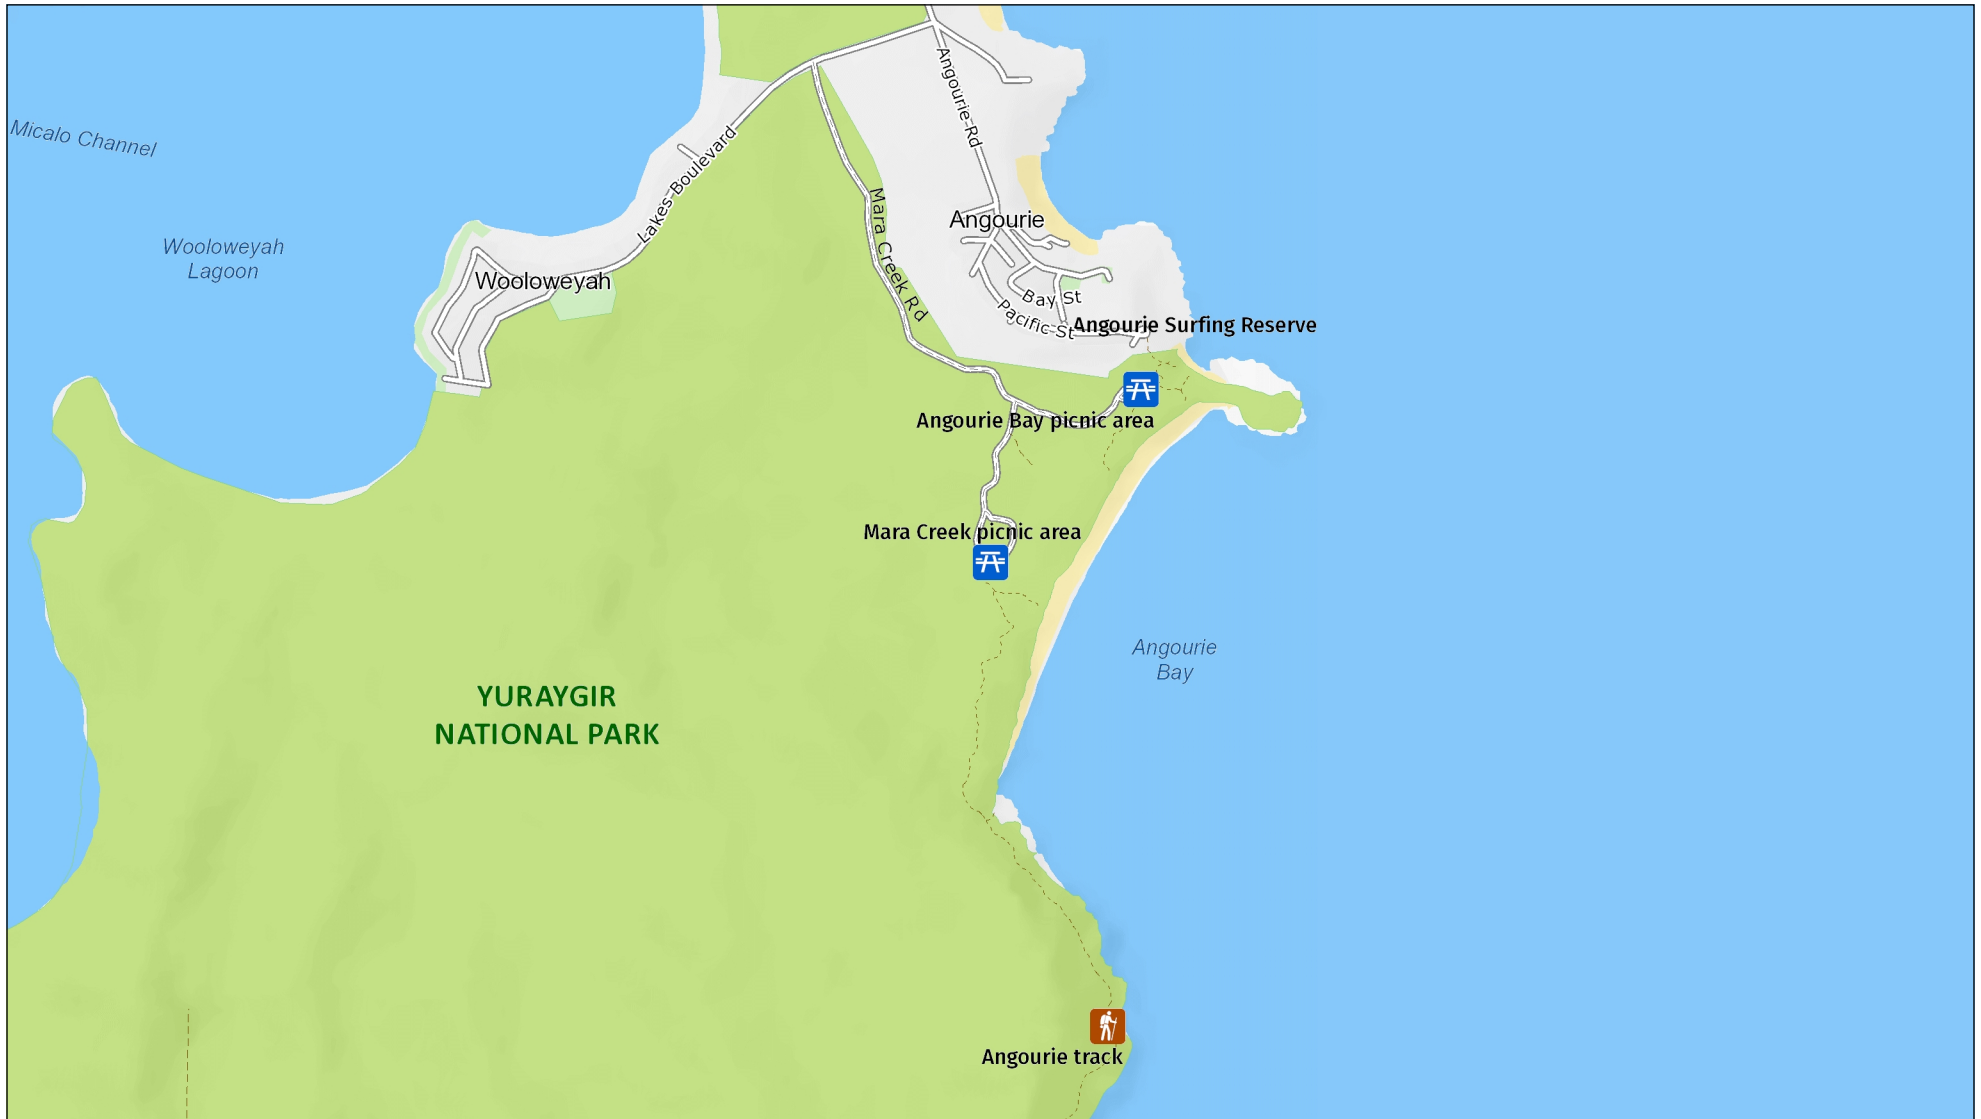 Micalo Channel
Angourie Rd
Lakes Boulevard
Wooloweyah
Lagoon
Mara Creek Rd
Angourie
Wooloweyah
Bay St
Pacific St
Angourie Surfing Reserve
Angourie Bay picnic area
Mara Creek picnic area
Angourie
Bay
YURAYGIR
NATIONAL PARK
Angourie track